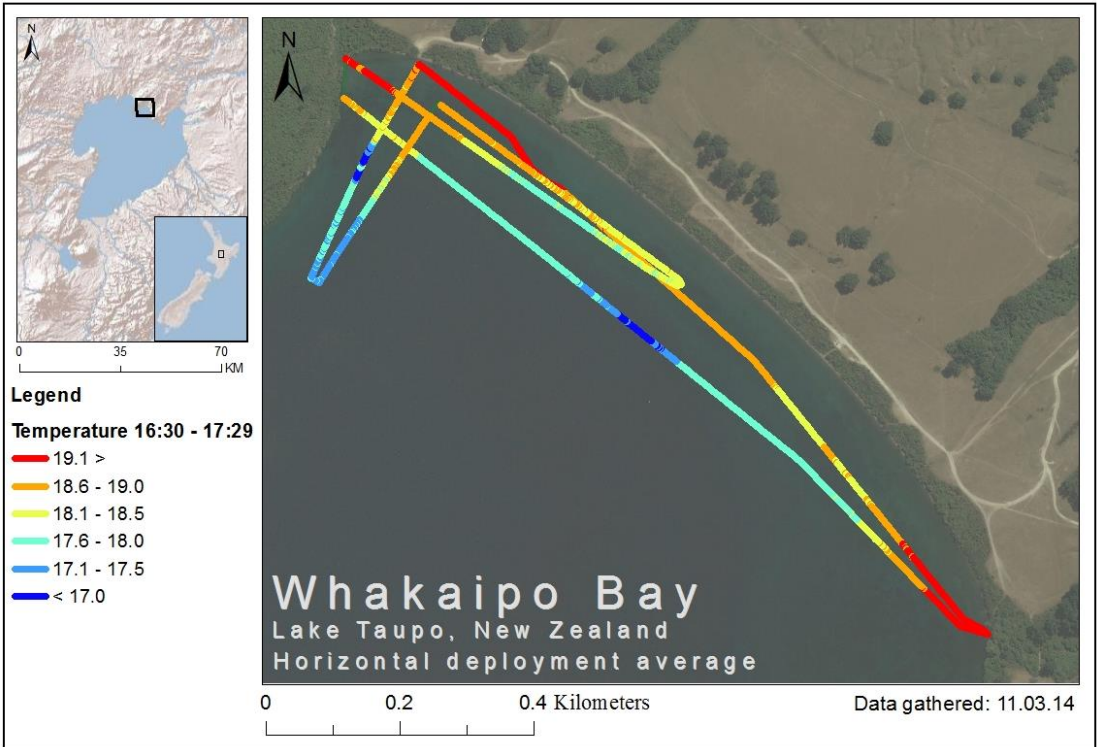 N
0 35 70
KM
Legend
Temperature 16:30 - 17:29
19.1 >
18.6 - 19.0
18.1 - 18.5
17.6 - 18.0
17.1 - 17.5
< 17.0
N
Whakaipo Bay
Lake Taupo, New Zealand
Horizontal deployment average
0 0.2 0.4 Kilometers
Data gathered: 11.03.14